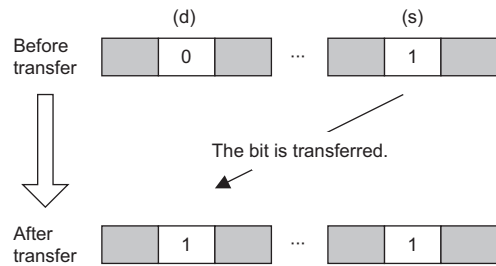 (d) (s)
Before
transfer
0 ... 1
The bit is transferred.
After
transfer
1 ... 1